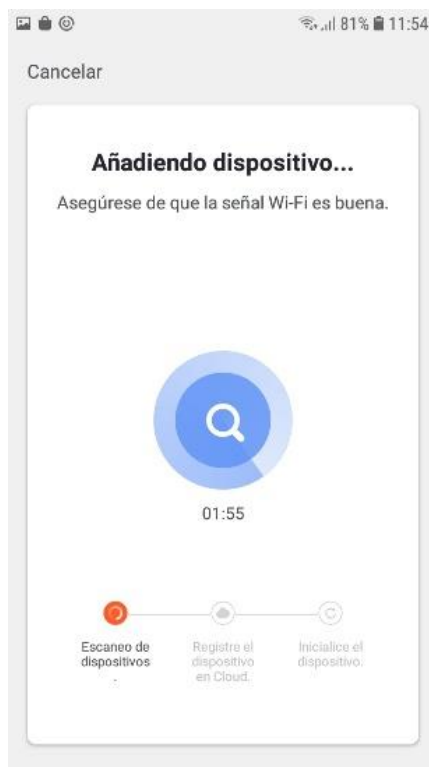 81% 11:54
Cancelar
Añadiendo dispositivo...
Asegúrese de que la señal Wi-Fi es buena.
01:55
Escaneo de
dispositivos
.
Registre el
dispositivo
en Cloud.
Inicialice el
dispositivo.